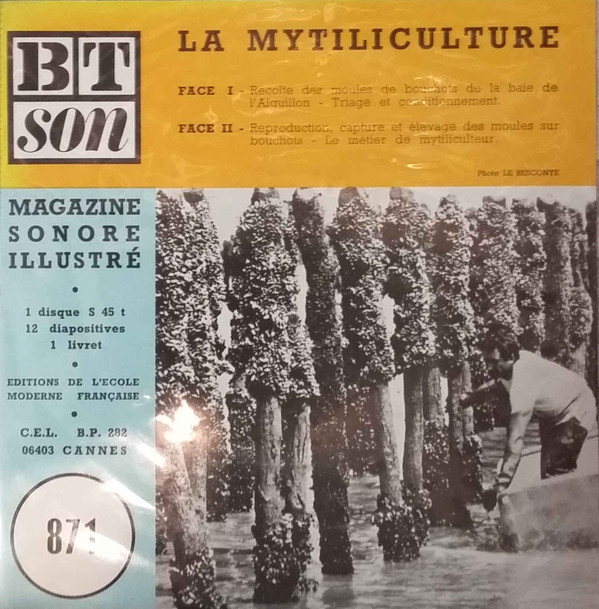 BT
son
LA MYTILICULTURE
FACE I - Recolte des moules de bouchots de la baie de
l'Aiguillon - Triage et conditionnement.
FACE II - Reproduction, capture et élevage des moules sur
bouchots - Le métier de mytiliculteur.
Photo LE BESCONTE
MAGAZINE
SONORE
ILLUSTRÉ
1 disque S 45 t
12 diapositives
1 livret
EDITIONS DE L'ECOLE
MODERNE FRANÇAISE
C.E.L. B.P. 282
06403 CANNES
871